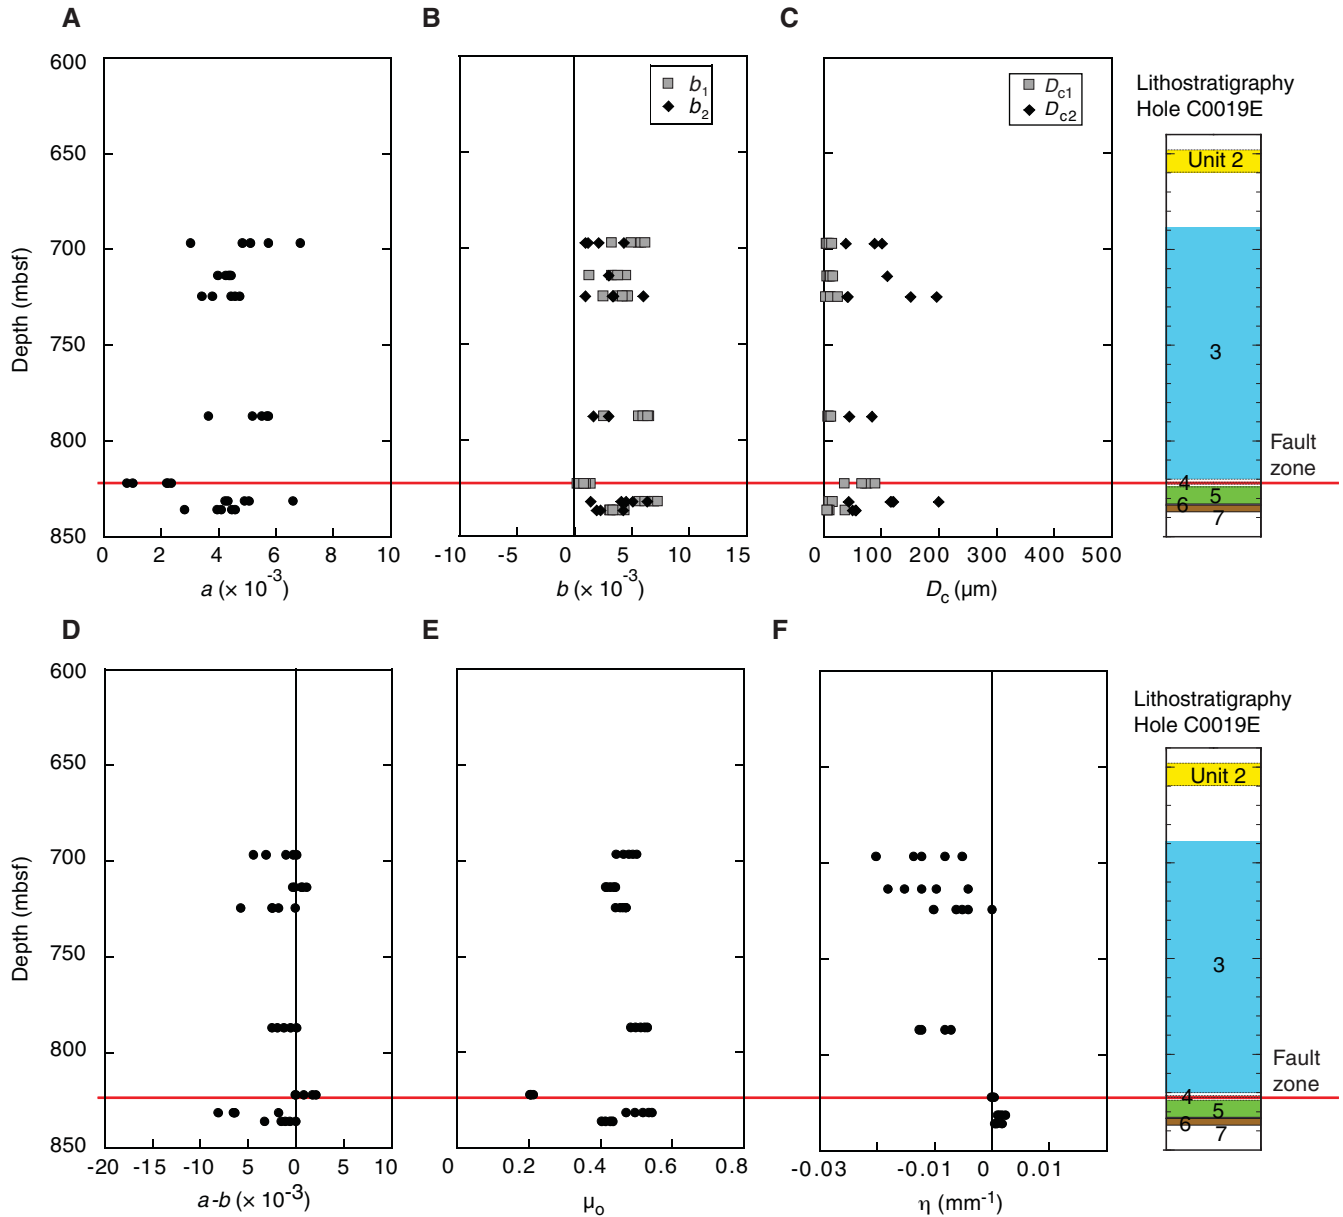 A
B
C
600
650
700
750
800
850
Depth (mbsf)
0 2 4 6 8 10
a (× 10⁻³)
b₁
b₂
-10 -5 0 5 10 15
b (× 10⁻³)
D_c1
D_c2
0 100 200 300 400 500
D_c (µm)
Lithostratigraphy
Hole C0019E
Unit 2
3
Fault
zone
4
5
6
7
D
E
F
600
650
700
750
800
850
Depth (mbsf)
-20 -15 -10 -5 0 5 10
a-b (× 10⁻³)
0 0.2 0.4 0.6 0.8
µ₀
-0.03 -0.01 0 0.01
η (mm⁻¹)
Lithostratigraphy
Hole C0019E
Unit 2
3
Fault
zone
4
5
6
7